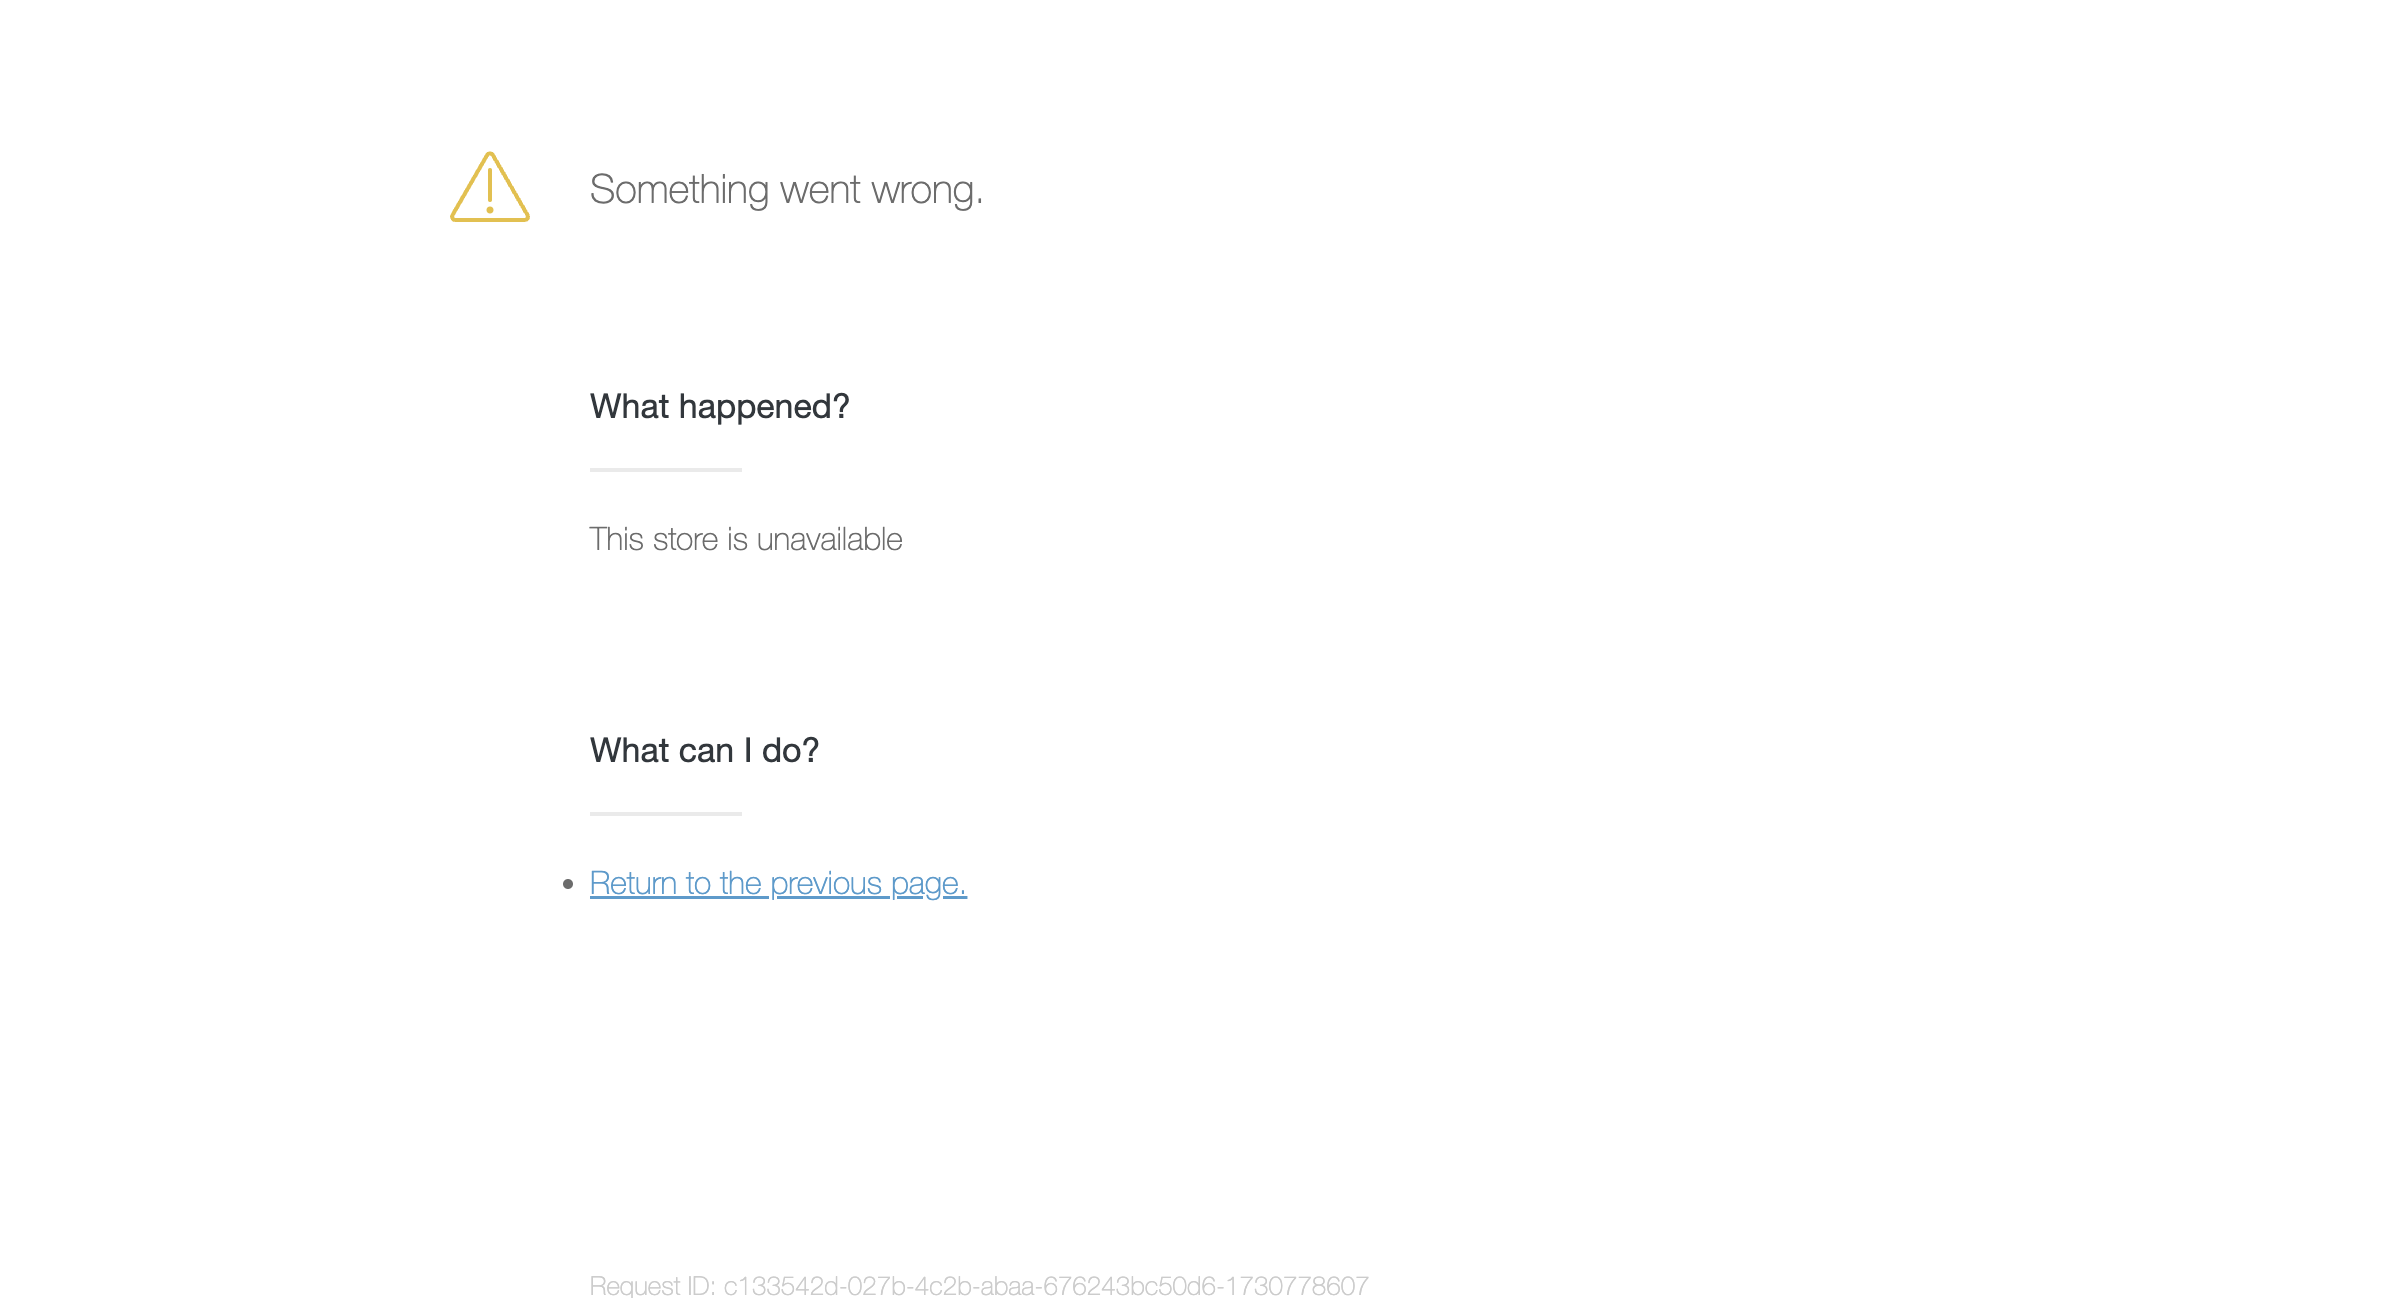 Something went wrong.
What happened?
This store is unavailable
What can I do?
Return to the previous page.
Request ID: c133542d-027b-4c2b-abaa-676243bc50d6-1730778607